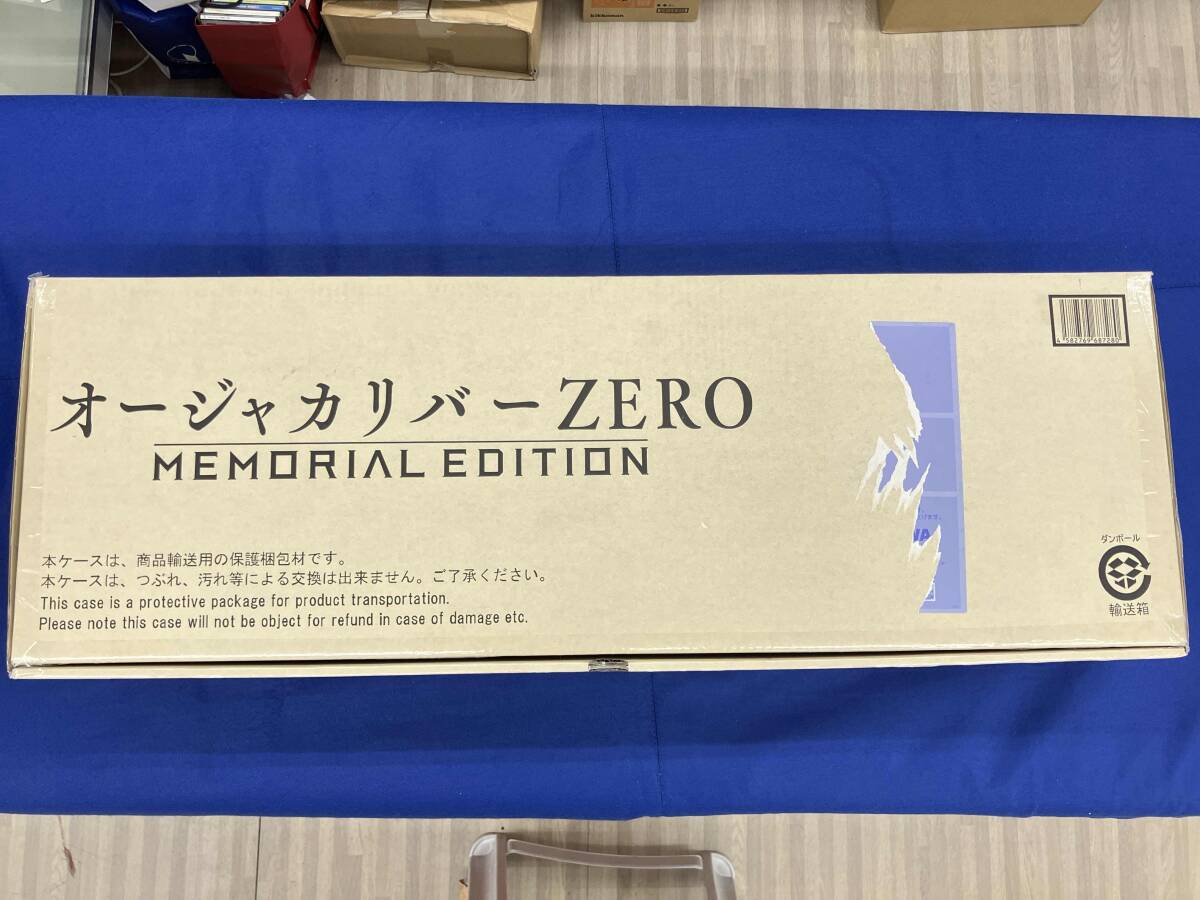 kikkoman
4582769687280
オージャカリバーZERO
MEMORIAL EDITION
本ケースは、商品輸送用の保護梱包材です。
本ケースは、つぶれ、汚れ等による交換は出来ません。ご了承ください。
This case is a protective package for product transportation.
Please note this case will not be object for refund in case of damage etc.
ダンボール
輸送箱